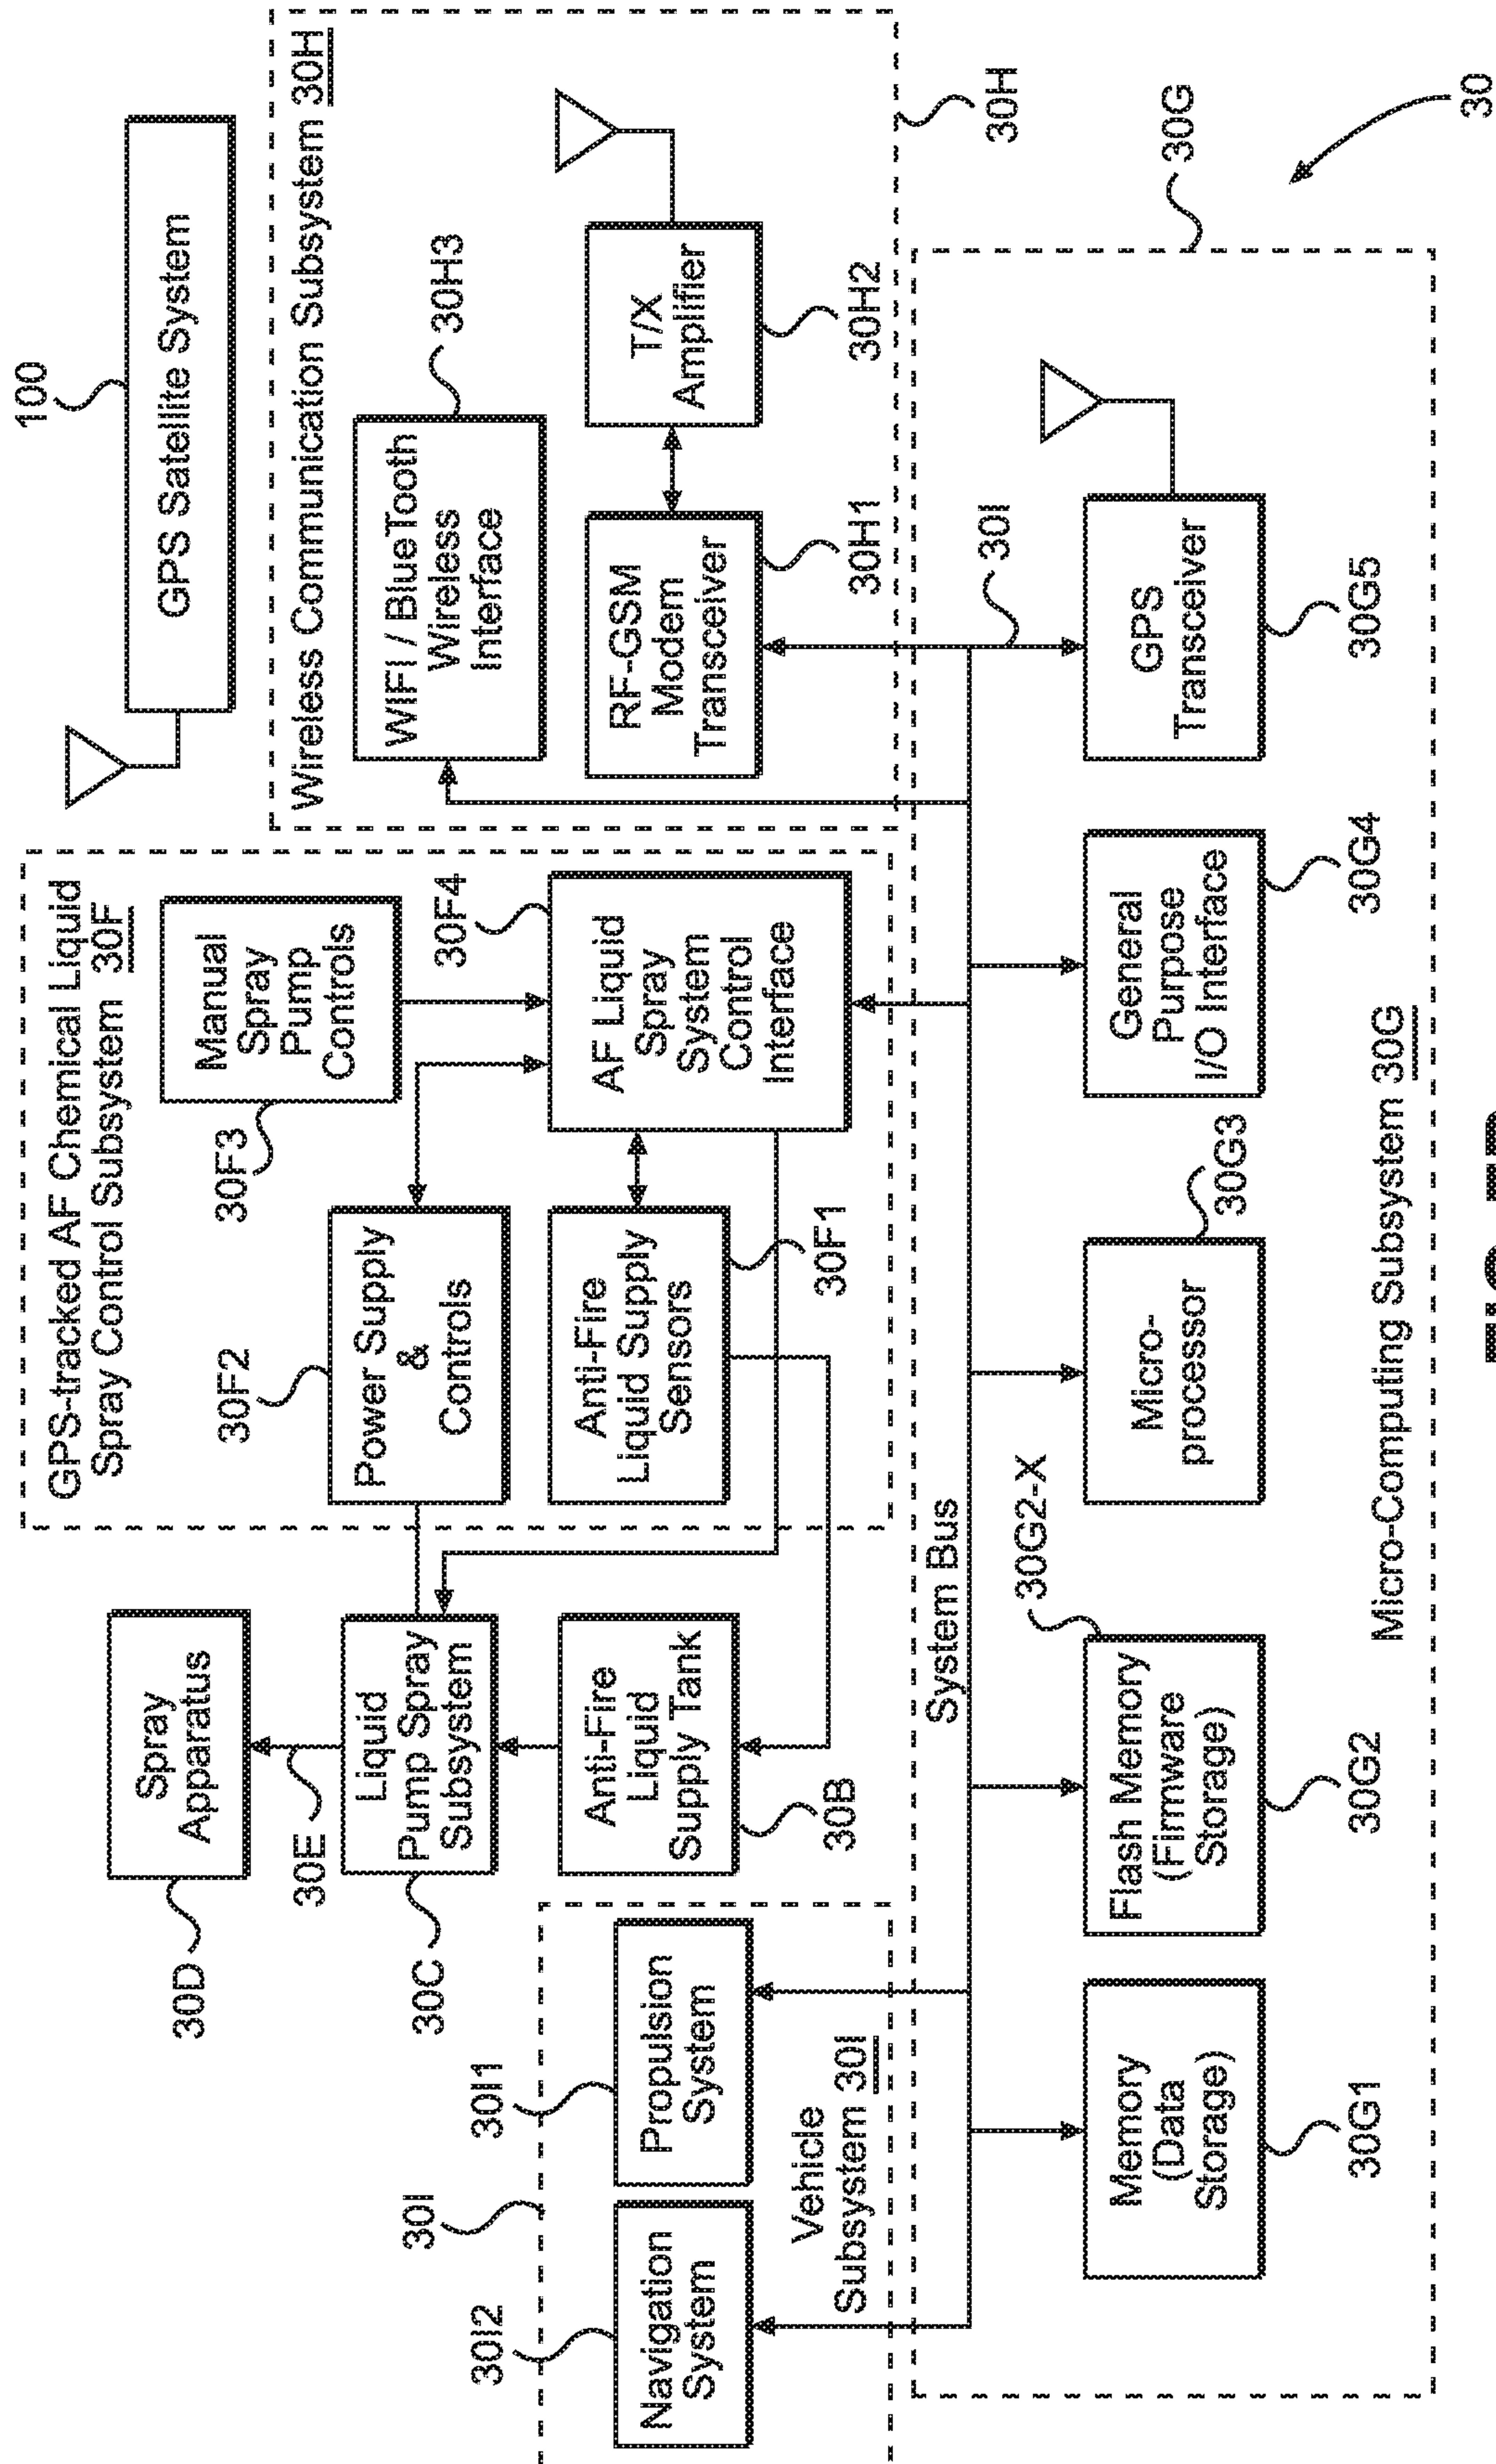 100
GPS Satellite System
GPS-tracked AF Chemical Liquid
Spray Control Subsystem 30F
Wireless Communication Subsystem 30H
30D
Spray
Apparatus
30E
30C
Liquid
Pump Spray
Subsystem
Anti-Fire
Liquid
Supply Tank
30B
30F2
Power Supply
&
Controls
30F3
Manual
Spray
Pump
Controls
Anti-Fire
Liquid Supply
Sensors
30F1
30F4
AF Liquid
Spray
System
Control
Interface
30H3
WIFI / BlueTooth
Wireless
Interface
RF-GSM
Modem
Transceiver
30H1
T/X
Amplifier
30H2
30H
30I
30I2
Navigation
System
30I1
Propulsion
System
Vehicle
Subsystem 30I
System Bus
30I
30G
Memory
(Data
Storage)
30G1
30G2-X
Flash Memory
(Firmware
Storage)
30G2
Micro-
processor
30G3
General
Purpose
I/O Interface
30G4
GPS
Transceiver
30G5
Micro-Computing Subsystem 30G
30